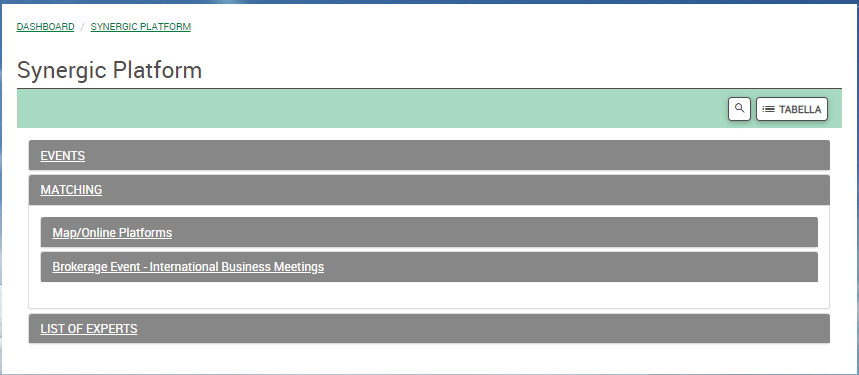 DASHBOARD / SYNERGIC PLATFORM
Synergic Platform
TABELLA
EVENTS
MATCHING
Map/Online Platforms
Brokerage Event - International Business Meetings
LIST OF EXPERTS